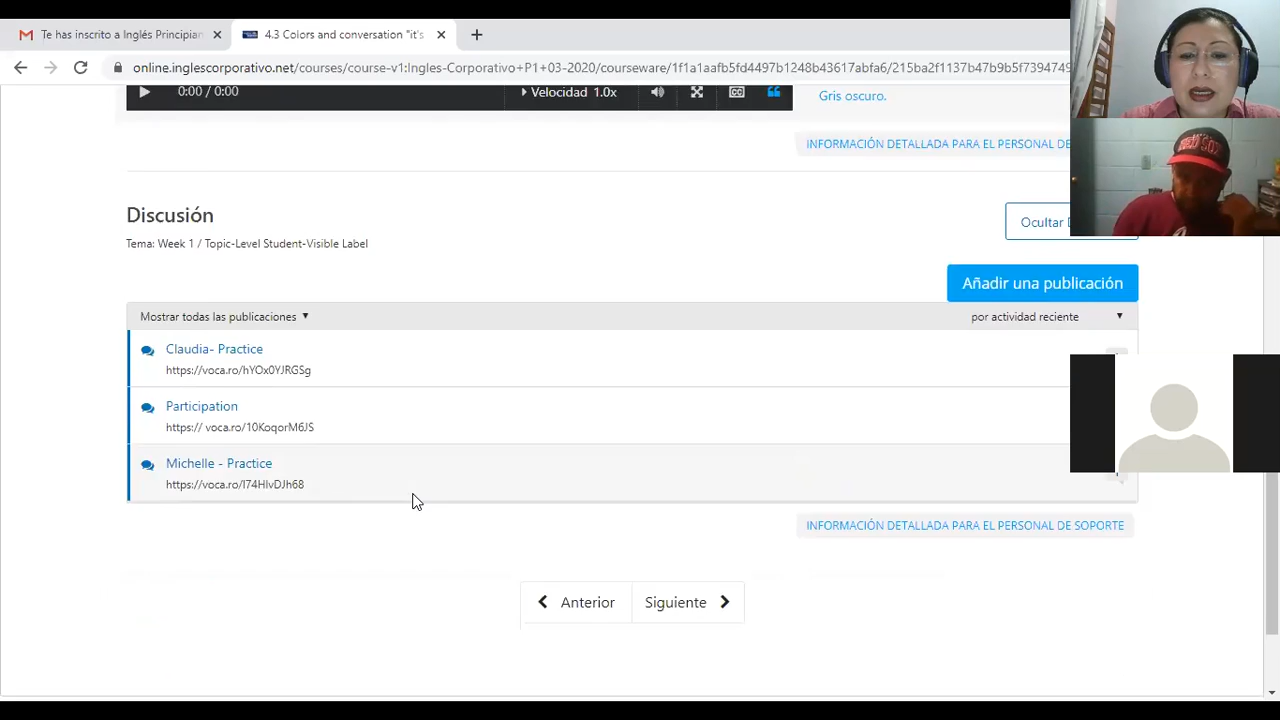 Te has inscrito a Inglés Principian
4.3 Colors and conversation "it's
online.inglescorporativo.net/courses/course-v1:Ingles-Corporativo+P1+03-2020/courseware/1f1a1aafb5fd4497b1248b43617abfa6/215ba2f1137b47b9b5f7394749
0:00 / 0:00
Velocidad 1.0x
Gris oscuro.
INFORMACIÓN DETALLADA PARA EL PERSONAL DE
Discusión
Ocultar
Tema: Week 1 / Topic-Level Student-Visible Label
Añadir una publicación
Mostrar todas las publicaciones
por actividad reciente
Claudia- Practice
https://voca.ro/hYOx0YJRGSg
Participation
https:// voca.ro/10KoqorM6JS
Michelle - Practice
https://voca.ro/l74HIvDJh68
INFORMACIÓN DETALLADA PARA EL PERSONAL DE SOPORTE
Anterior
Siguiente